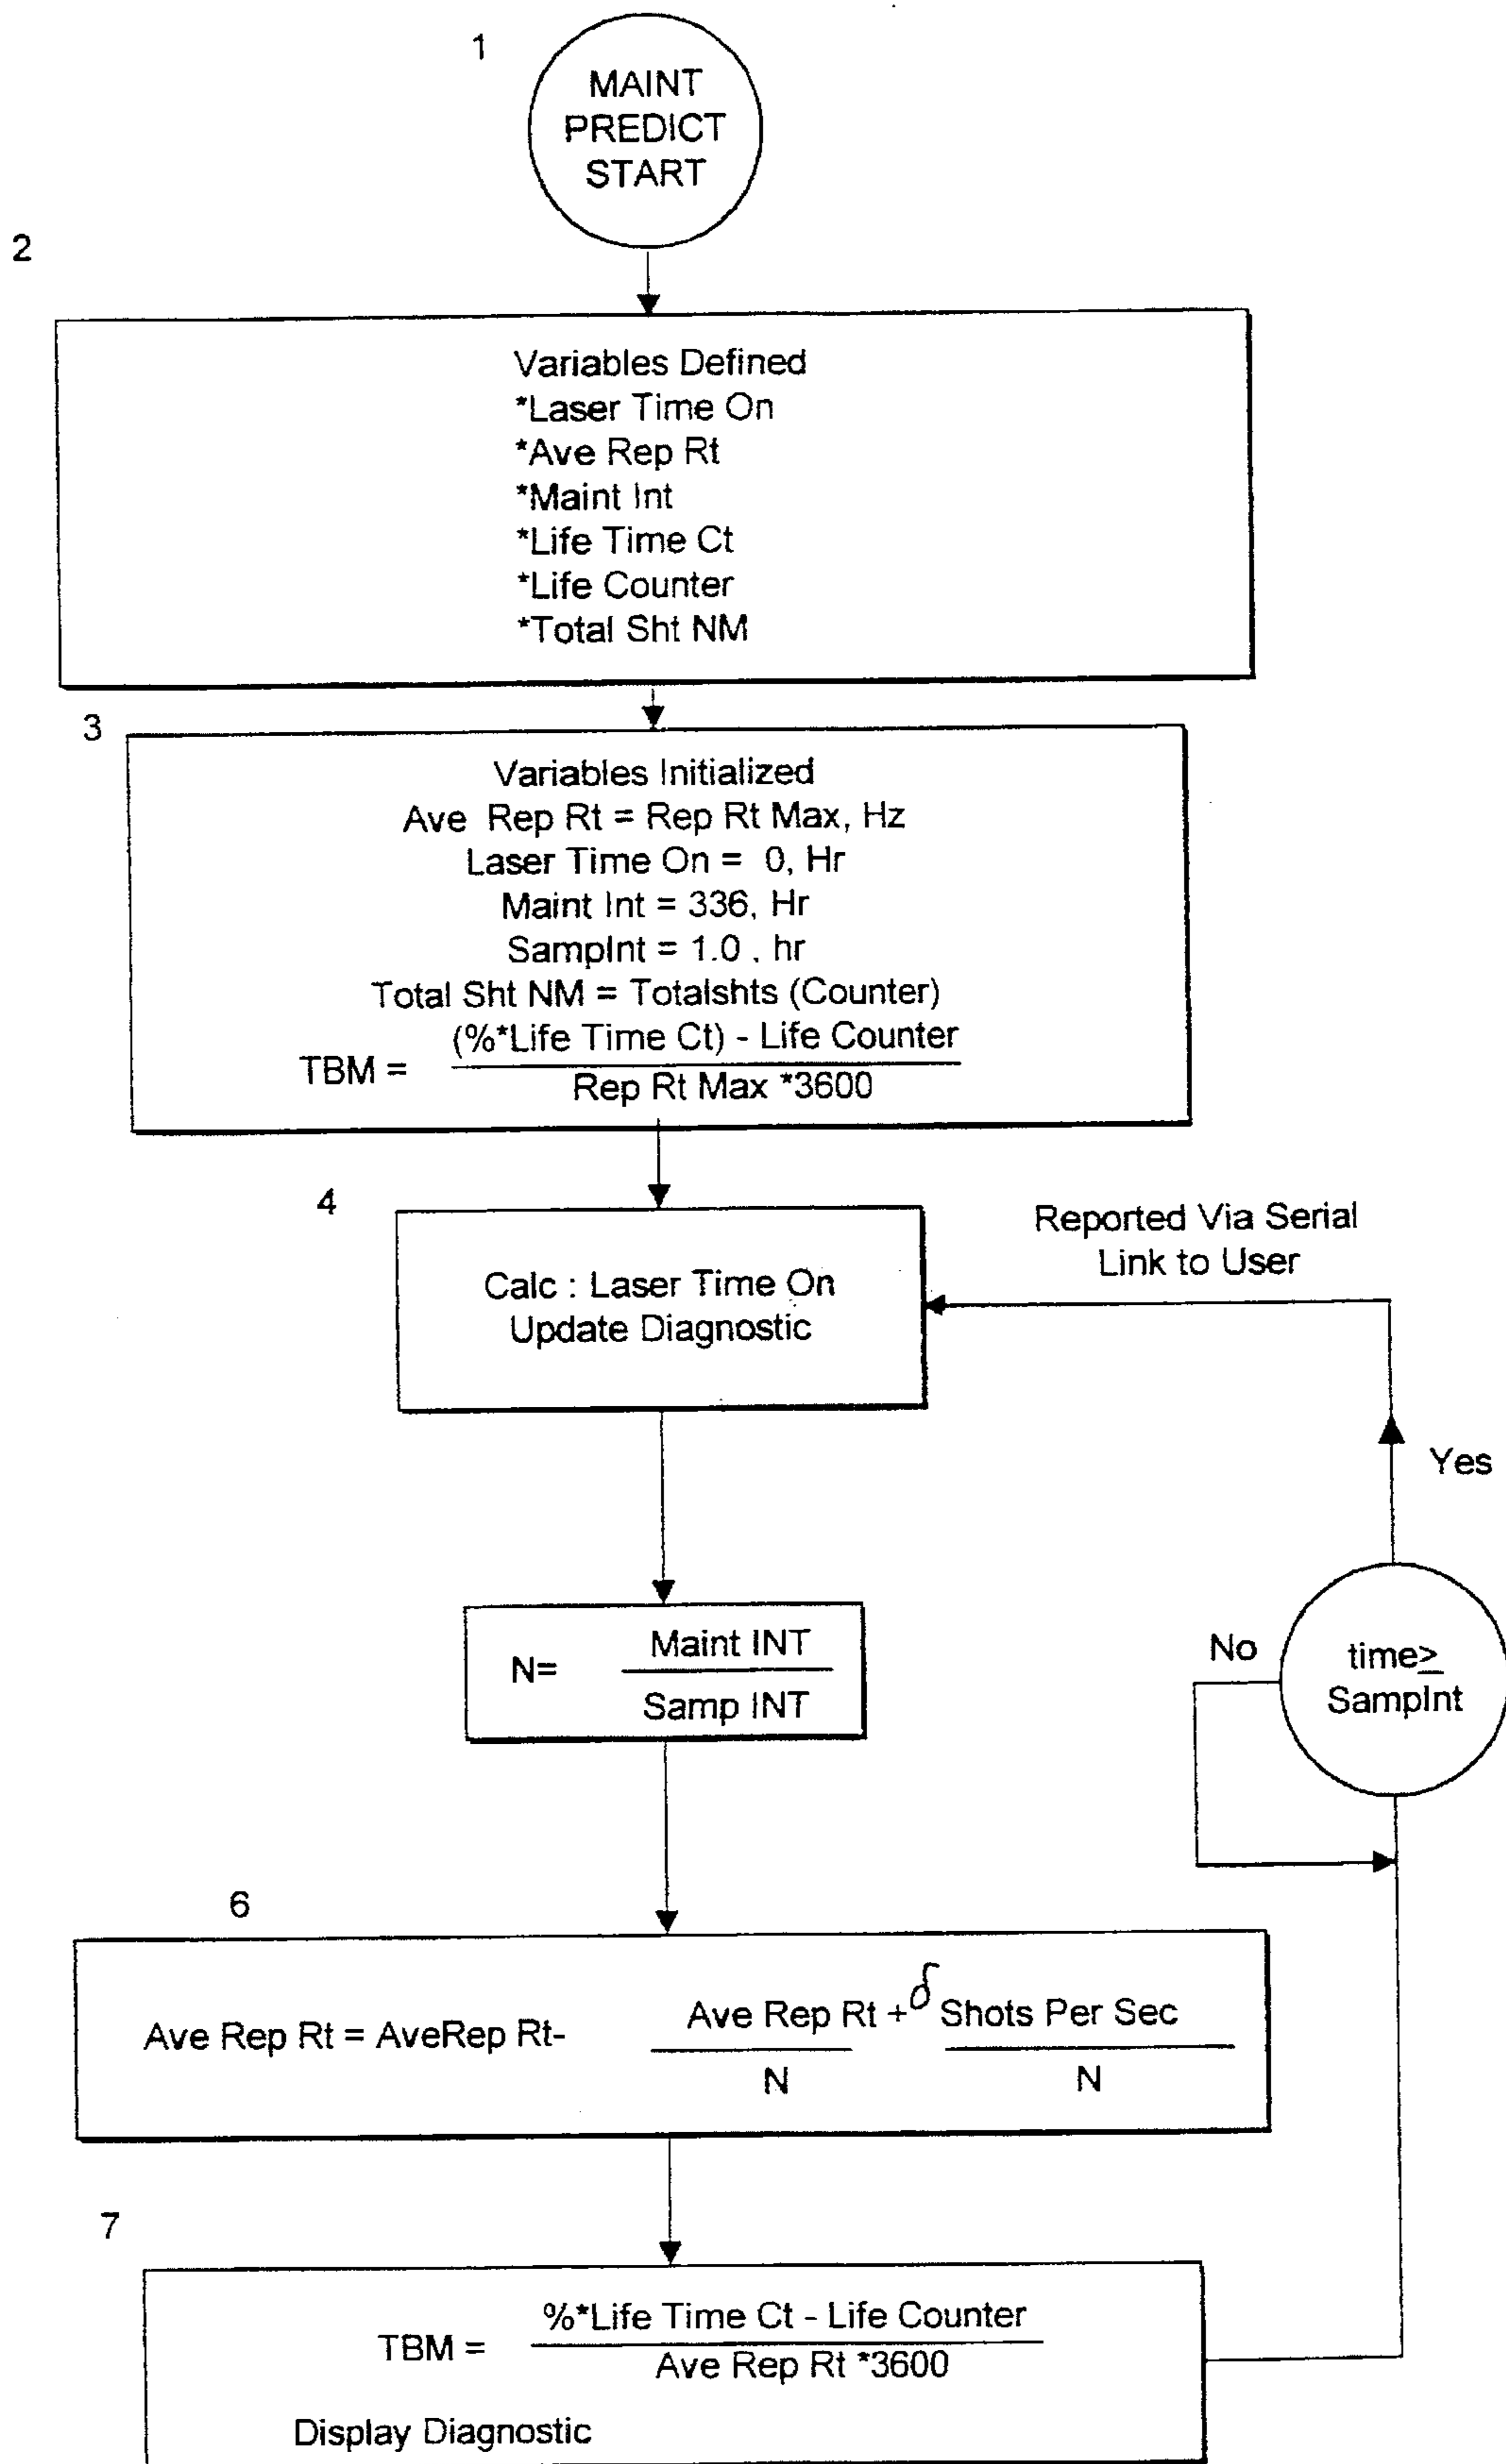 1
MAINT
PREDICT
START
2
Variables Defined
*Laser Time On
*Ave Rep Rt
*Maint Int
*Life Time Ct
*Life Counter
*Total Sht NM
3
Variables Initialized
Ave Rep Rt = Rep Rt Max, Hz
Laser Time On = 0, Hr
Maint Int = 336, Hr
SampInt = 1.0 , hr
Total Sht NM = Totalshts (Counter)
(%*Life Time Ct) - Life Counter
TBM =
Rep Rt Max *3600
4
Calc : Laser Time On
Update Diagnostic
Reported Via Serial
Link to User
Yes
N=
Maint INT
Samp INT
No
time≥
SampInt
6
Ave Rep Rt = AveRep Rt-
Ave Rep Rt + δ Shots Per Sec
N
N
7
%*Life Time Ct - Life Counter
TBM =
Ave Rep Rt *3600
Display Diagnostic